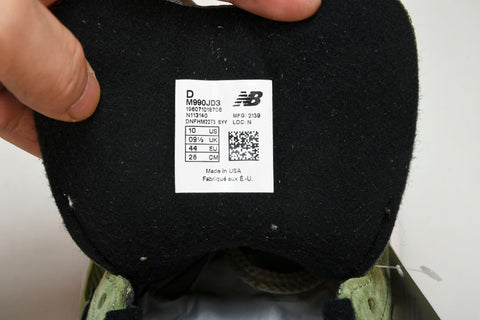 D
M990JD3
196071018706
N113140 MFG. 2139
DNFHM2273 SYY LOC. N
10 US
09½ UK
44 EU
28 CM
NB
Made in USA
Fabriqué aux É.-U.